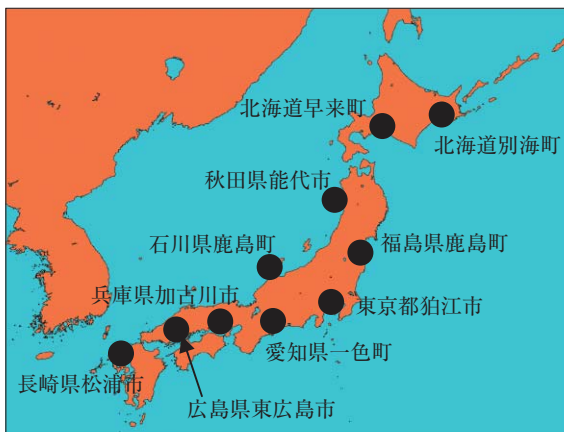 北海道早来町
北海道別海町
秋田県能代市
石川県鹿島町
福島県鹿島町
兵庫県加古川市
東京都狛江市
愛知県一色町
長崎県松浦市
広島県東広島市